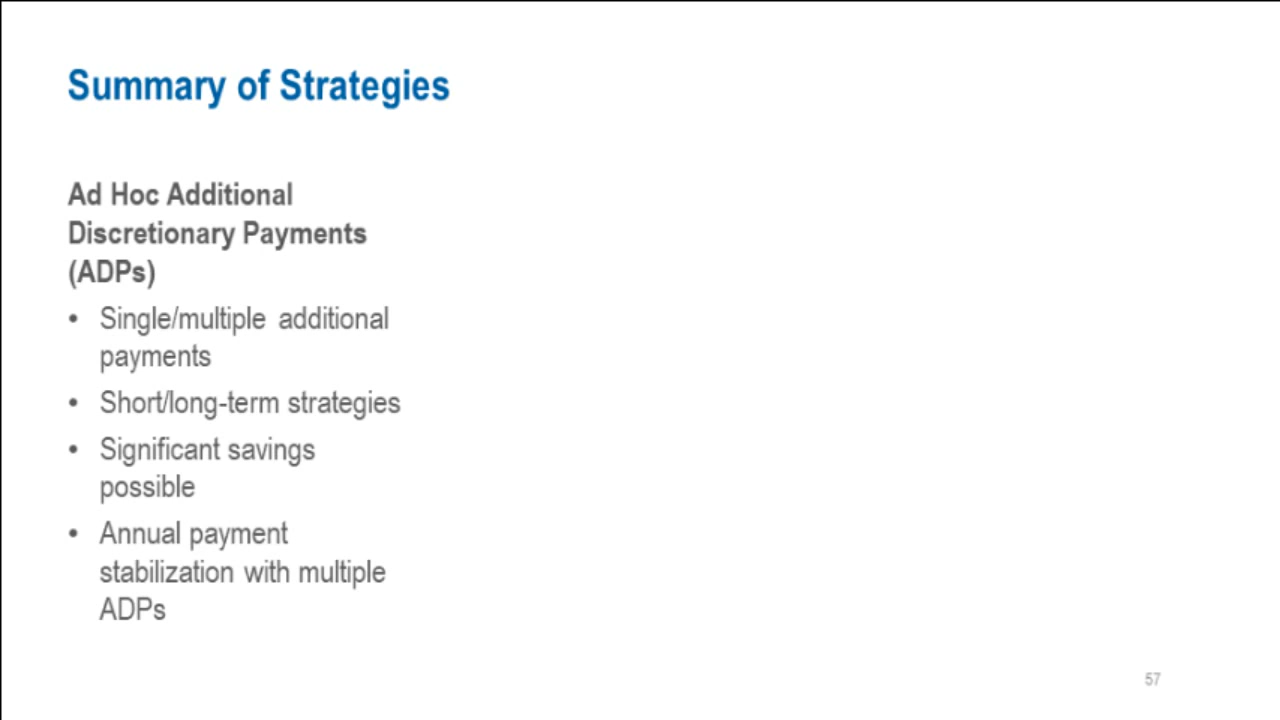 Summary of Strategies
Ad Hoc Additional
Discretionary Payments
(ADPs)
• Single/multiple additional
payments
• Short/long-term strategies
• Significant savings
possible
• Annual payment
stabilization with multiple
ADPs
57